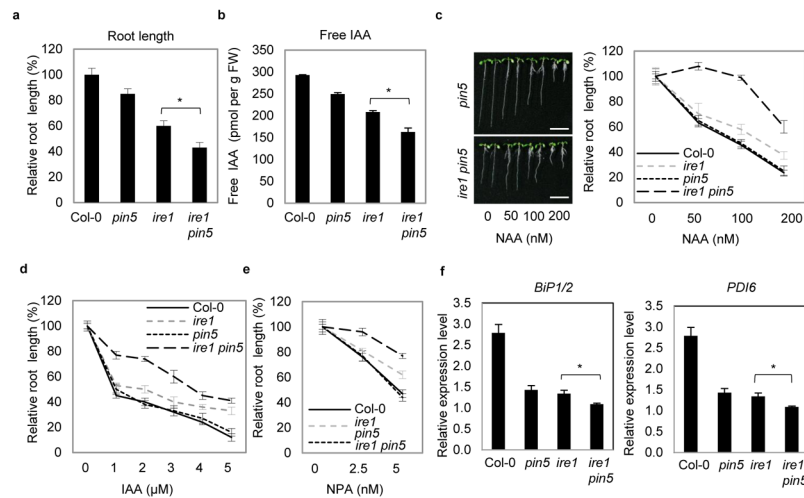 a
Root length
Relative root length (%)
120
100
80
60
40
20
0
*
Col-0 pin5 ire1 ire1
pin5
b
Free IAA
Free IAA (pmol per g FW)
350
300
250
200
150
100
50
0
*
Col-0 pin5 ire1 ire1
pin5
c
pin5
ire1 pin5
0 50 100 200
NAA (nM)
Relative root length (%)
120
100
80
60
40
20
0
Col-0
ire1
pin5
ire1 pin5
0 50 100 200
NAA (nM)
d
Relative root length (%)
120
100
80
60
40
20
0
Col-0
ire1
pin5
ire1 pin5
0 1 2 3 4 5
IAA (µM)
e
Relative root length (%)
120
100
80
60
40
20
0
Col-0
ire1
pin5
ire1 pin5
0 2.5 5
NPA (nM)
f
BiP1/2
Relative expression level
3.5
3.0
2.5
2.0
1.5
1.0
0.5
0.0
*
Col-0 pin5 ire1 ire1
pin5
PDI6
Relative expression level
3.5
3.0
2.5
2.0
1.5
1.0
0.5
0.0
*
Col-0 pin5 ire1 ire1
pin5